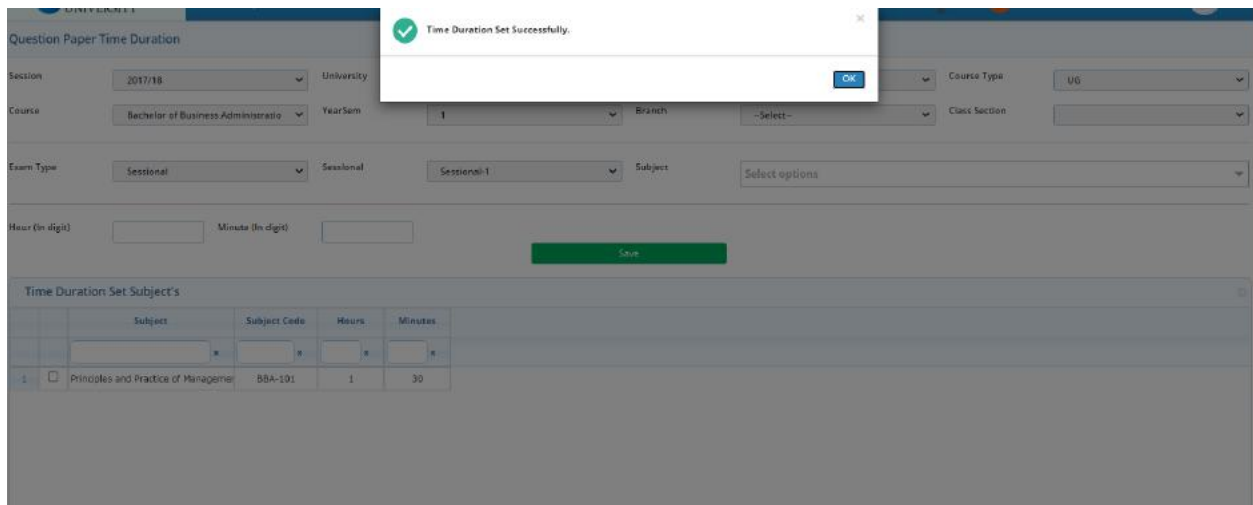 UNIVERSITY
Time Duration Set Successfully.
×
OK
Question Paper Time Duration
Session 2017/18 University Course Type UG
Course Bachelor of Business Administratio YearSem 1 Branch --Select-- Class Section
Exam Type Sessional Sessional Sessional-1 Subject Select options
Hour (In digit) Minute (In digit)
Save
Time Duration Set Subject's
Subject Subject Code Hours Minutes
x x x x
1 Principles and Practice of Managemen BBA-101 1 30